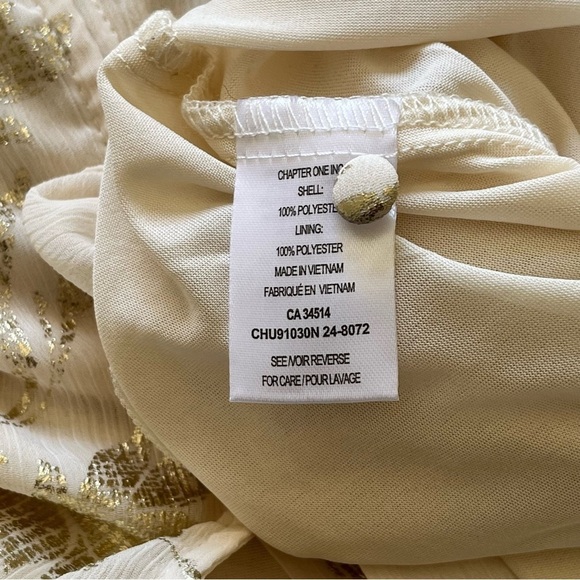 CHAPTER ONE INC
SHELL:
100% POLYESTE
LINING:
100% POLYESTER
MADE IN VIETNAM
FABRIQUÉ EN VIETNAM
CA 34514
CHU91030N 24-8072
SEE/VOIR REVERSE
FOR CARE/POUR LAVAGE